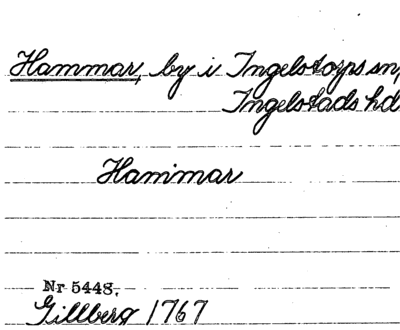 Hammar, by i Ingelstorps sn,
Ingelstads hd
Hammar
Nr 5448.
Gillberg 1767